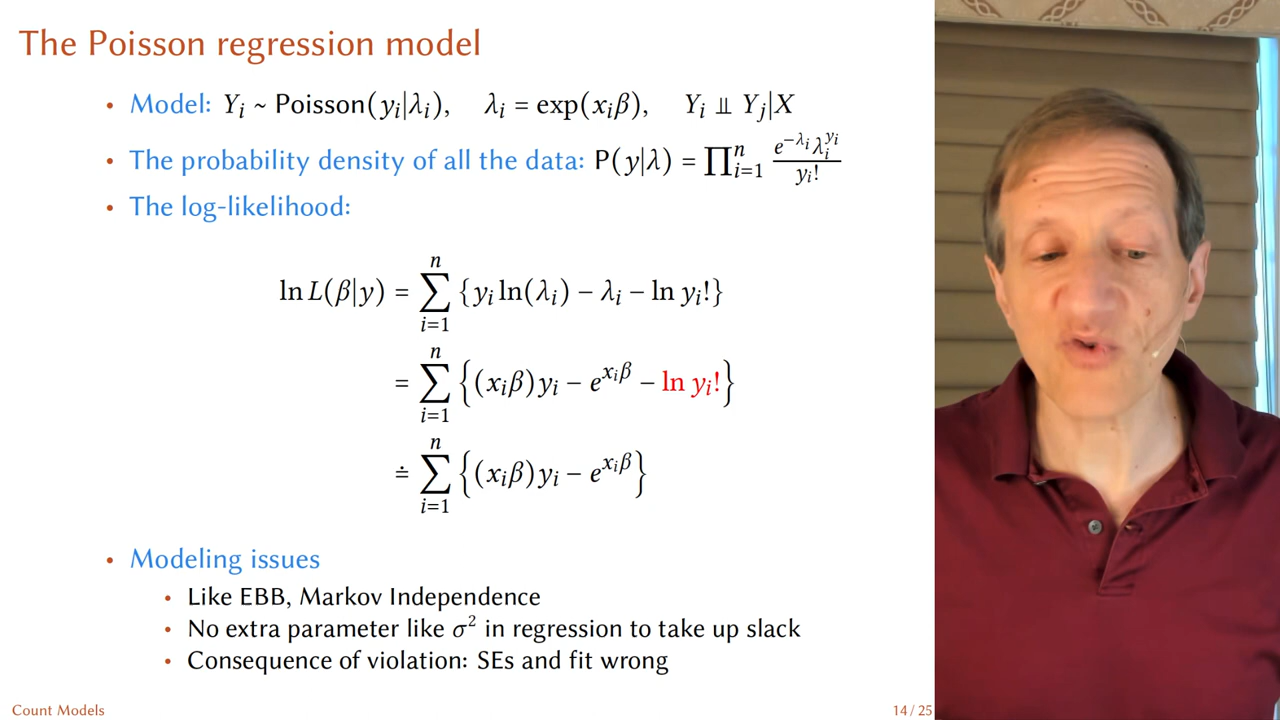 The Poisson regression model
• Model: Yᵢ ~ Poisson(yᵢ|λᵢ), λᵢ = exp(xᵢβ), Yᵢ ⫫ Yⱼ|X
• The probability density of all the data: P(y|λ) = ∏ⁿᵢ₌₁ e^{−λᵢ} λᵢ^{yᵢ} / yᵢ!
• The log-likelihood:
ln L(β|y) = ∑ⁿᵢ₌₁ {yᵢ ln(λᵢ) − λᵢ − ln yᵢ!}
= ∑ⁿᵢ₌₁ {(xᵢβ)yᵢ − e^{xᵢβ} − ln yᵢ!}
≐ ∑ⁿᵢ₌₁ {(xᵢβ)yᵢ − e^{xᵢβ}}
• Modeling issues
• Like EBB, Markov Independence
• No extra parameter like σ² in regression to take up slack
• Consequence of violation: SEs and fit wrong
Count Models
14 / 25